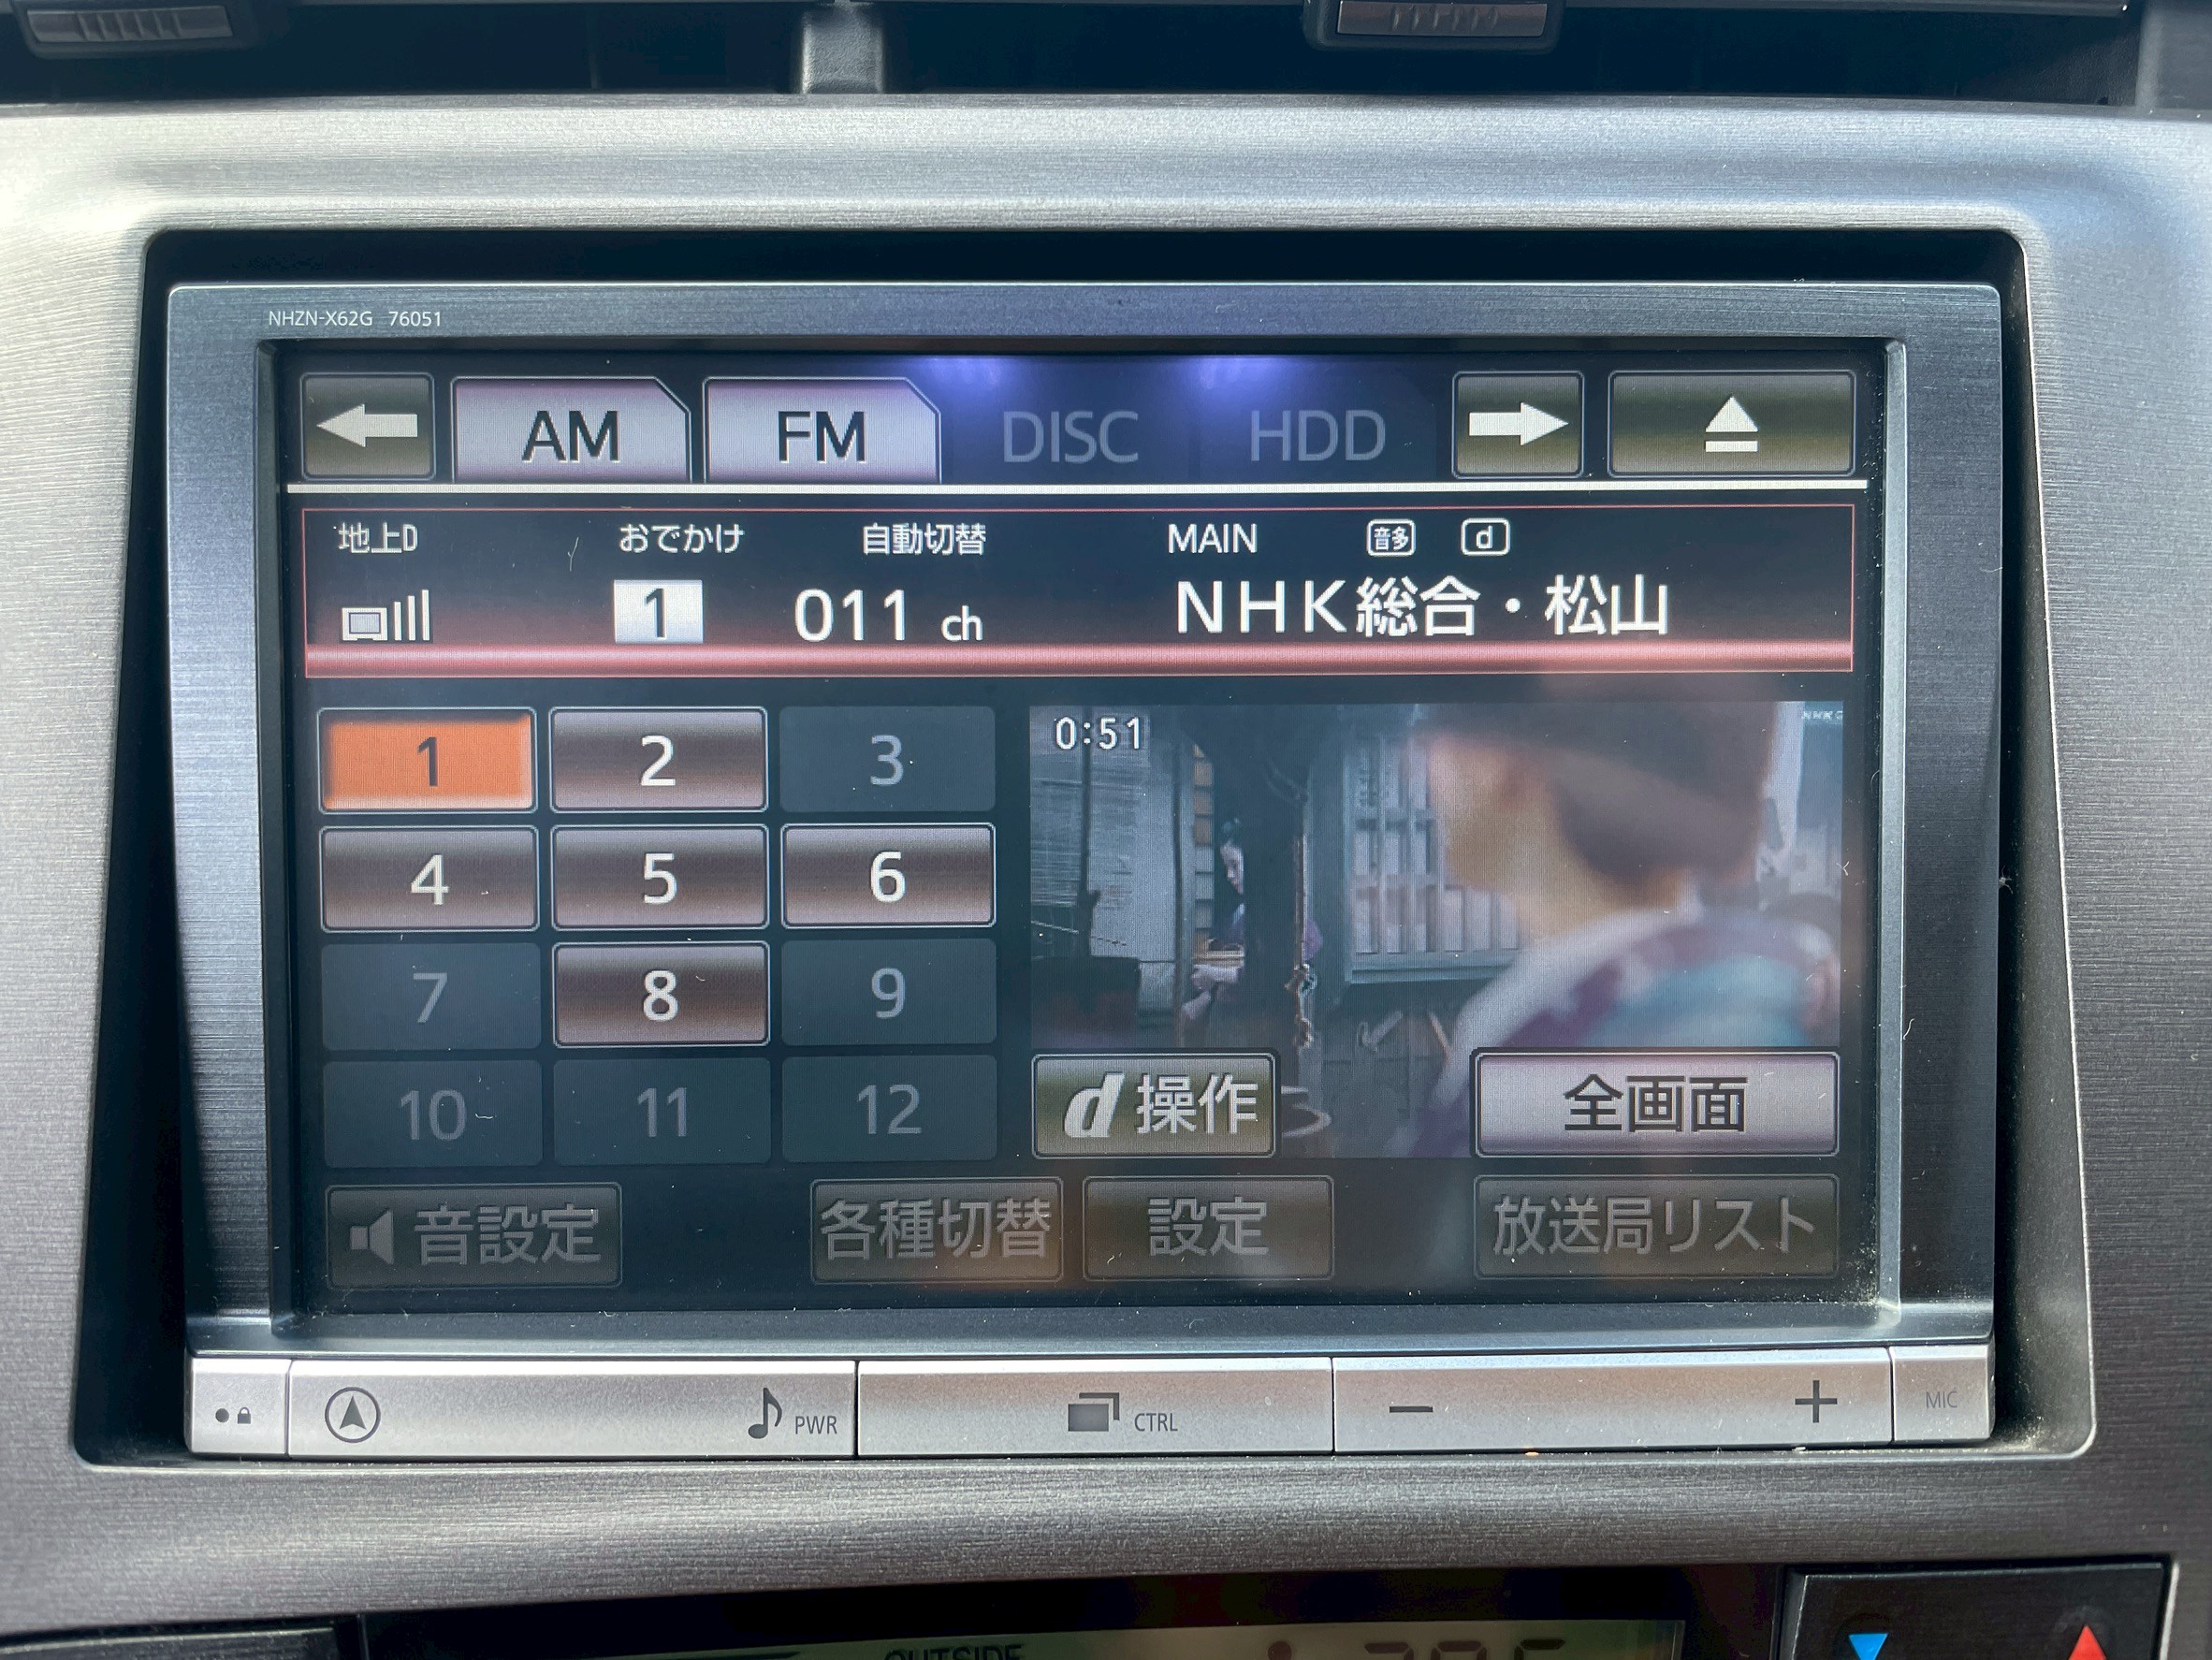 NHZN-X62G 76051
AM FM DISC HDD
地上D おでかけ 自動切替 MAIN 音多 d
1 011 ch NHK総合・松山
0:51
1 2 3
4 5 6
7 8 9
10 11 12
d 操作 全画面
音設定 各種切替 設定 放送局リスト
PWR CTRL − + MIC
OUTSIDE